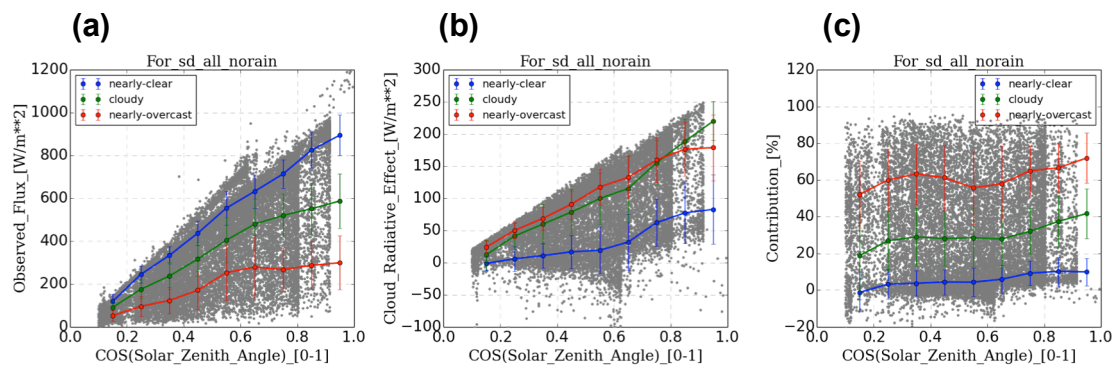 (a)
For_sd_all_norain
Observed_Flux_[W/m**2]
1200
1000
800
600
400
200
0
nearly-clear
cloudy
nearly-overcast
0.0 0.2 0.4 0.6 0.8 1.0
COS(Solar_Zenith_Angle)_[0-1]
(b)
For_sd_all_norain
Cloud_Radiative_Effect_[W/m**2]
300
250
200
150
100
50
0
−50
−100
nearly-clear
cloudy
nearly-overcast
0.0 0.2 0.4 0.6 0.8 1.0
COS(Solar_Zenith_Angle)_[0-1]
(c)
For_sd_all_norain
Contribution_[%]
120
100
80
60
40
20
0
−20
nearly-clear
cloudy
nearly-overcast
0.0 0.2 0.4 0.6 0.8 1.0
COS(Solar_Zenith_Angle)_[0-1]